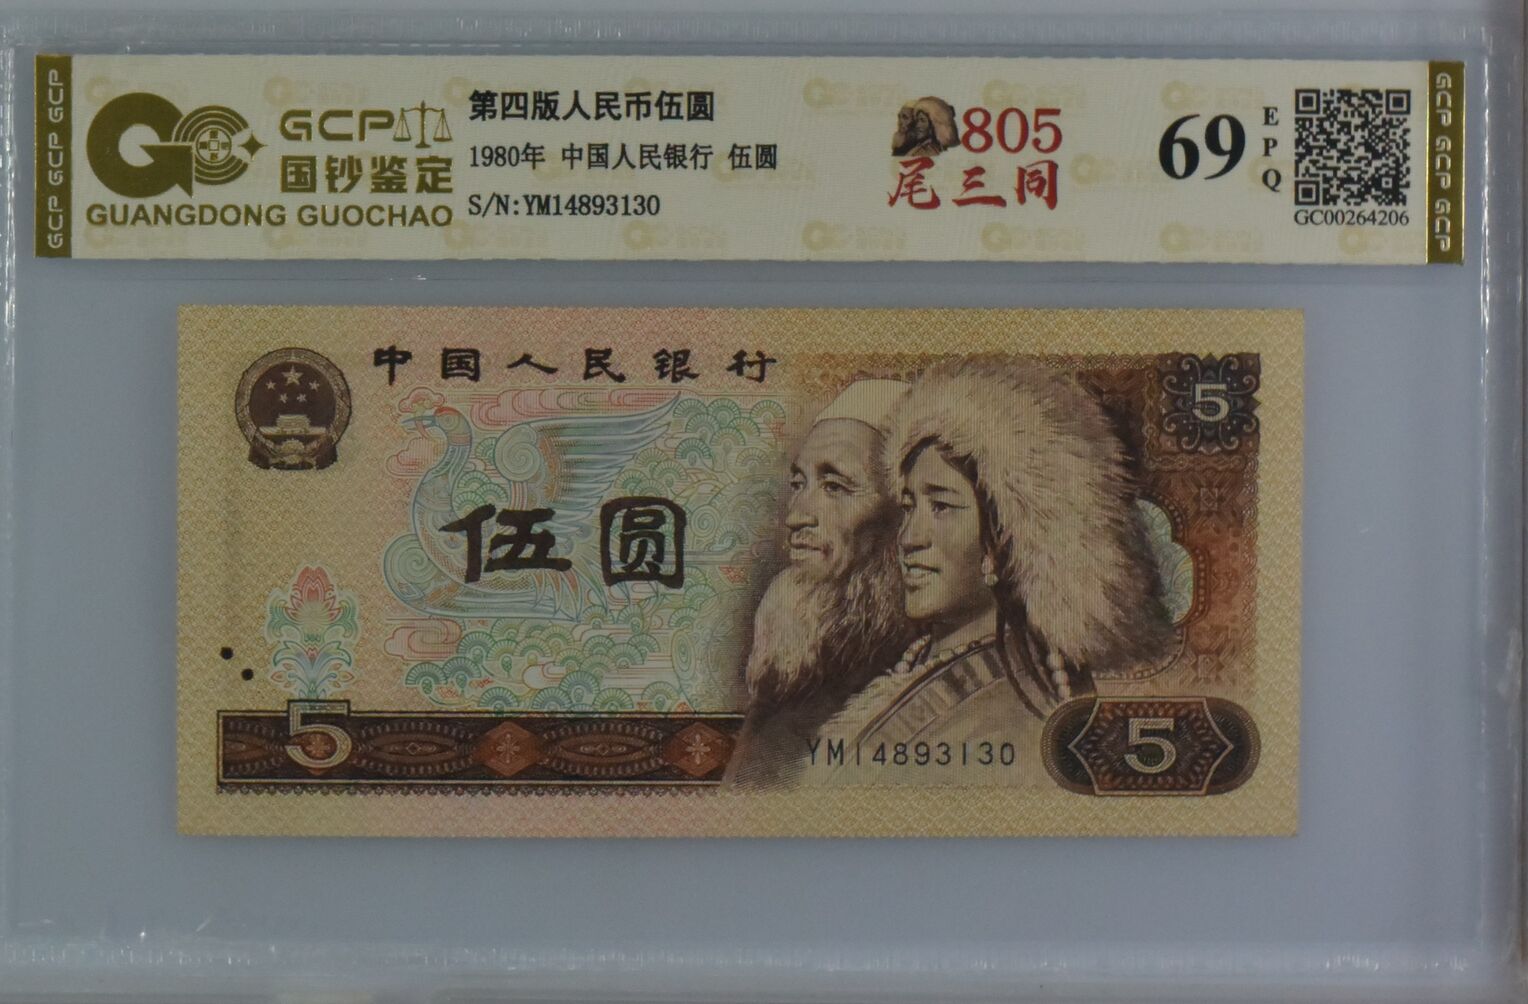 GCP GCP GCP
GCP
国钞鉴定
GUANGDONG GUOCHAO
第四版人民币伍圆
1980年 中国人民银行 伍圆
S/N:YM14893130
805
尾三同
69
EPQ
GC00264206
GCP GCP GCP
中国人民银行
5
伍圆
5
YM14893130
5